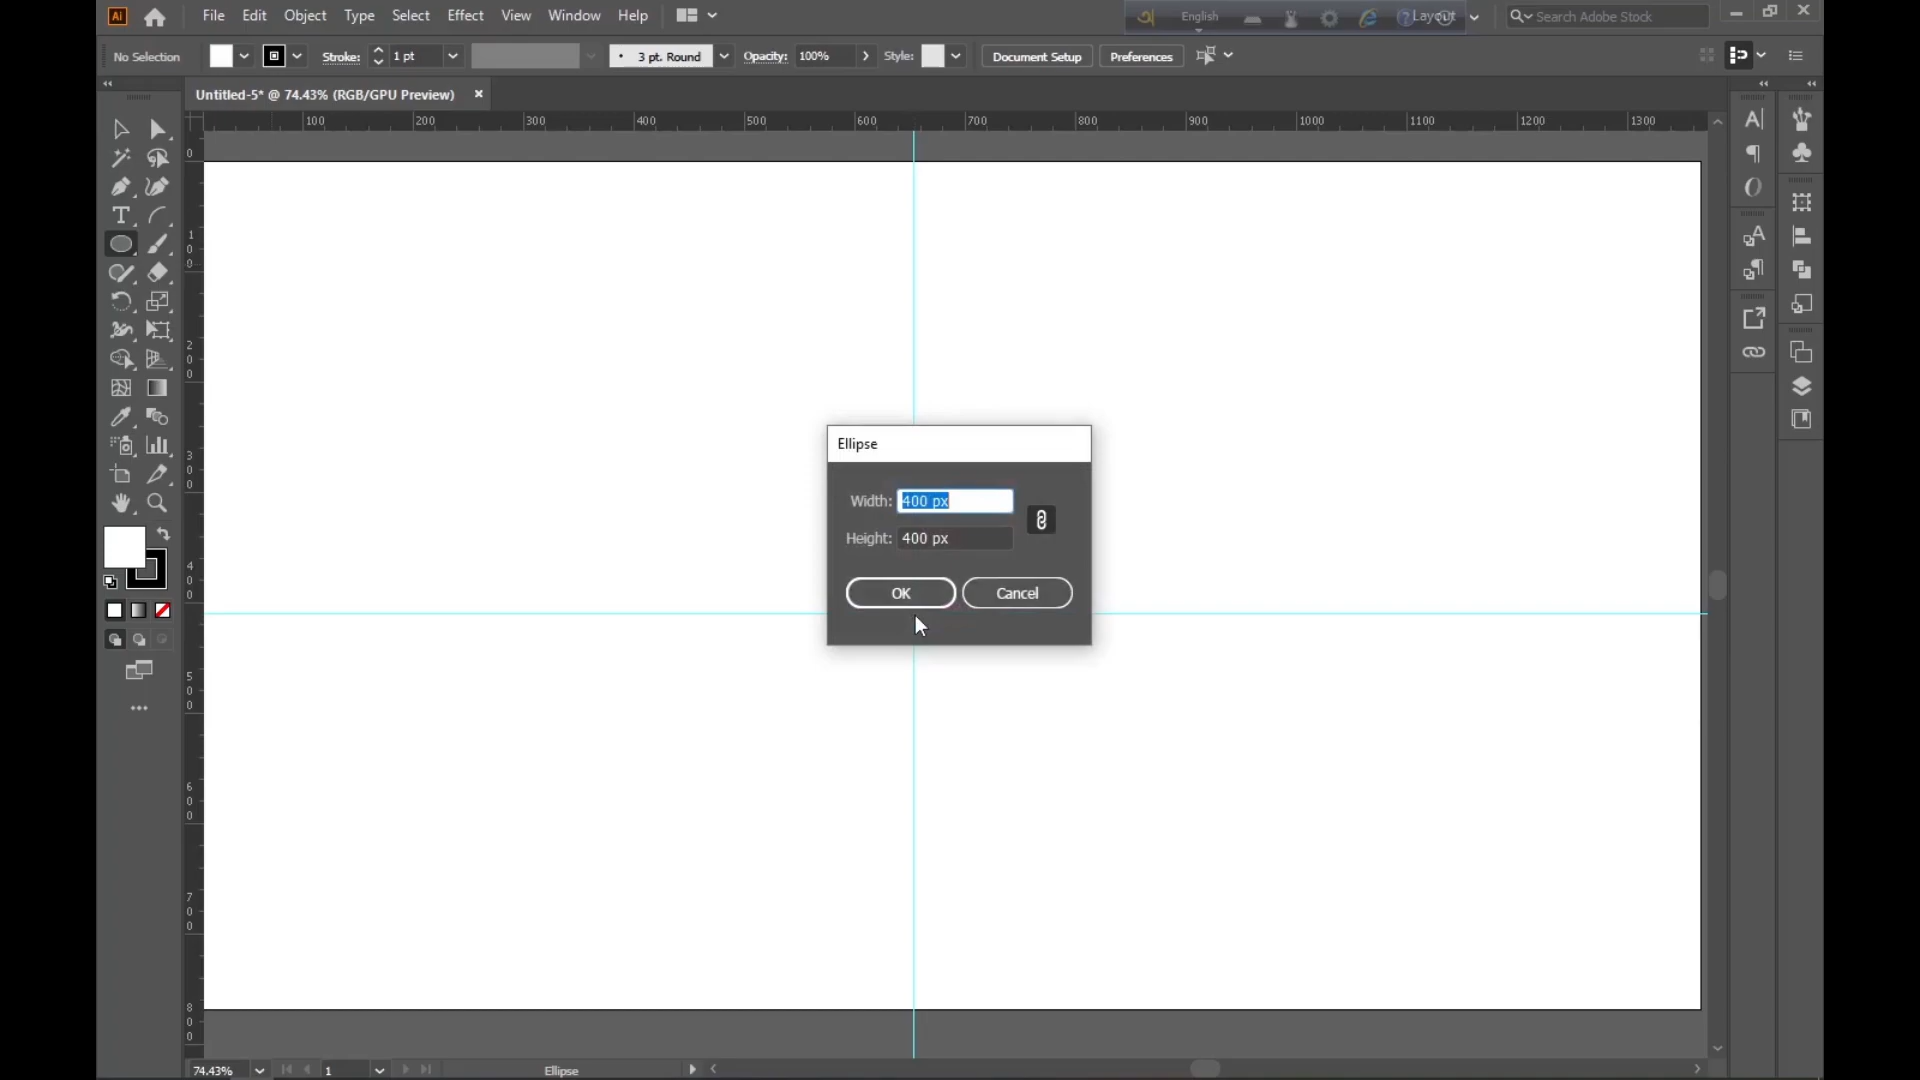 Ai File Edit Object Type Select Effect View Window Help English Layout Search Adobe Stock
No Selection Stroke: 1 pt 3 pt. Round Opacity: 100% Style: Document Setup Preferences
Untitled-5* @ 74.43% (RGB/GPU Preview)
100 200 300 400 500 600 700 800 900 1000 1100 1200 1300
0
100
200
300
400
500
600
700
800
Ellipse
Width: 400 px
Height: 400 px
OK Cancel
74.43% 1 Ellipse